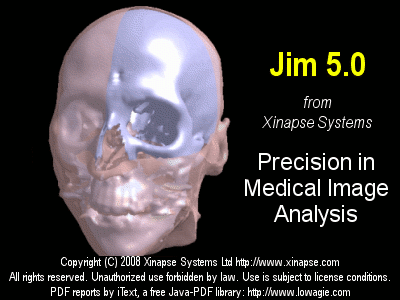 Jim 5.0
from
Xinapse Systems
Precision in
Medical Image
Analysis
Copyright (C) 2008 Xinapse Systems Ltd http://www.xinapse.com
All rights reserved. Unauthorized use forbidden by law. Use is subject to license conditions.
PDF reports by iText, a free Java-PDF library: http://www.lowagie.com